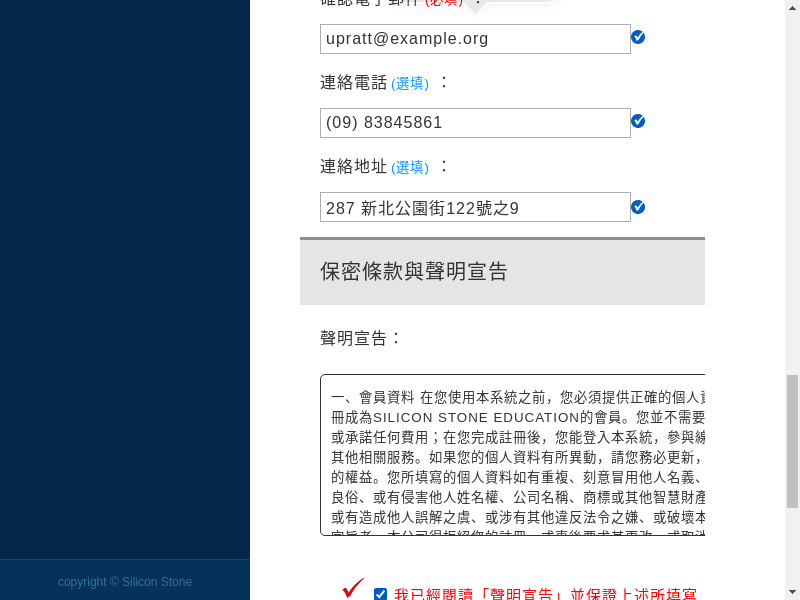 確認電子郵件 (必填) ：
upratt@example.org
連絡電話 (選填) ：
(09) 83845861
連絡地址 (選填) ：
287 新北公園街122號之9
保密條款與聲明宣告
聲明宣告：
一、會員資料 在您使用本系統之前，您必須提供正確的個人資
冊成為SILICON STONE EDUCATION的會員。您並不需要
或承諾任何費用；在您完成註冊後，您能登入本系統，參與線
其他相關服務。如果您的個人資料有所異動，請您務必更新，
的權益。您所填寫的個人資料如有重複、刻意冒用他人名義、
良俗、或有侵害他人姓名權、公司名稱、商標或其他智慧財產
或有造成他人誤解之虞、或涉有其他違反法令之嫌、或破壞本
我已經閱讀「聲明宣告」並保證上述所填寫
copyright © Silicon Stone